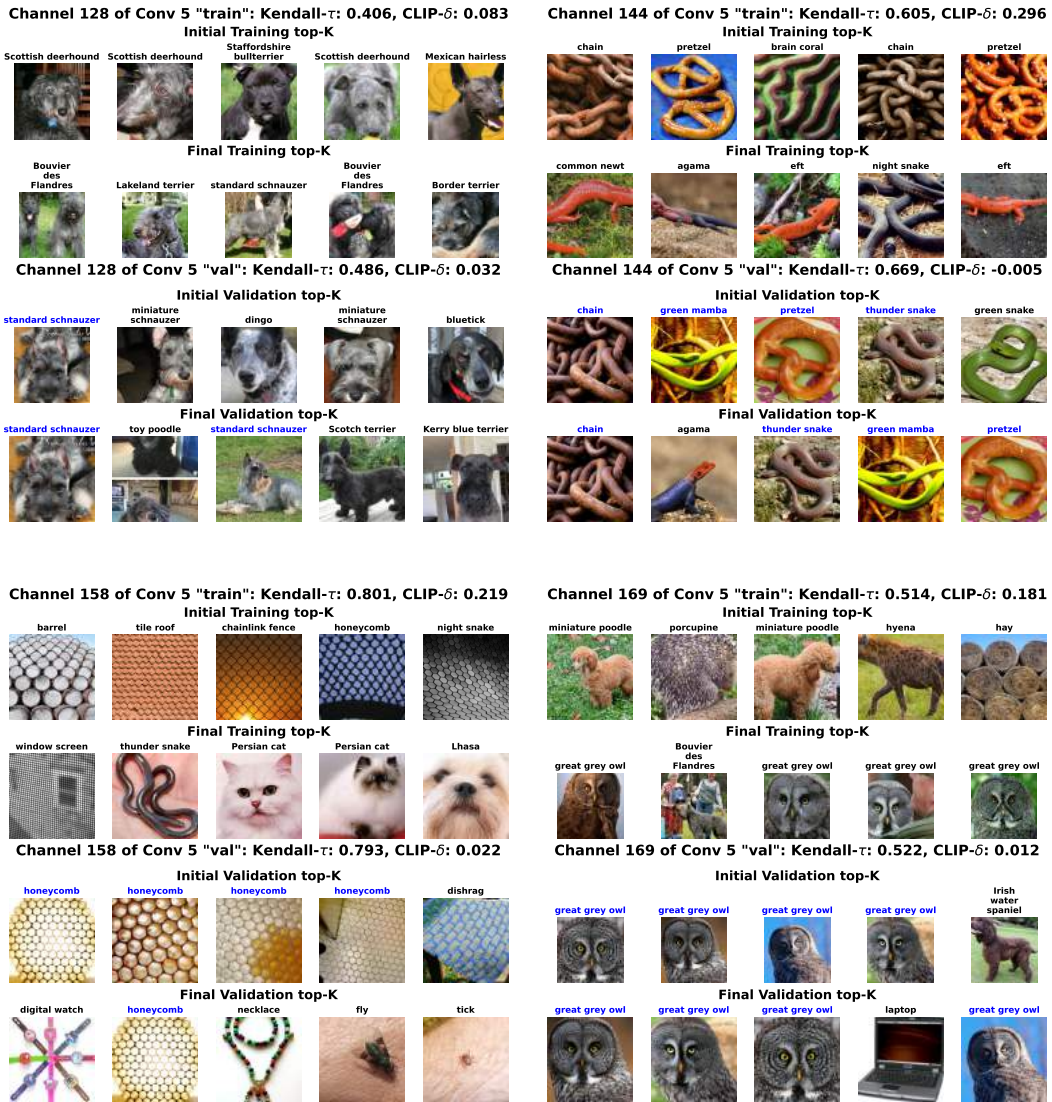 Channel 128 of Conv 5 "train": Kendall-τ: 0.406, CLIP-δ: 0.083
Initial Training top-K
Scottish deerhound Scottish deerhound Staffordshire bullterrier Scottish deerhound Mexican hairless
Final Training top-K
Bouvier des Flandres Lakeland terrier standard schnauzer Bouvier des Flandres Border terrier
Channel 128 of Conv 5 "val": Kendall-τ: 0.486, CLIP-δ: 0.032
Initial Validation top-K
standard schnauzer miniature schnauzer dingo miniature schnauzer bluetick
Final Validation top-K
standard schnauzer toy poodle standard schnauzer Scotch terrier Kerry blue terrier
Channel 144 of Conv 5 "train": Kendall-τ: 0.605, CLIP-δ: 0.296
Initial Training top-K
chain pretzel brain coral chain pretzel
Final Training top-K
common newt agama eft night snake eft
Channel 144 of Conv 5 "val": Kendall-τ: 0.669, CLIP-δ: -0.005
Initial Validation top-K
chain green mamba pretzel thunder snake green snake
Final Validation top-K
chain agama thunder snake green mamba pretzel
Channel 158 of Conv 5 "train": Kendall-τ: 0.801, CLIP-δ: 0.219
Initial Training top-K
barrel tile roof chainlink fence honeycomb night snake
Final Training top-K
window screen thunder snake Persian cat Persian cat Lhasa
Channel 158 of Conv 5 "val": Kendall-τ: 0.793, CLIP-δ: 0.022
Initial Validation top-K
honeycomb honeycomb honeycomb honeycomb dishrag
Final Validation top-K
digital watch honeycomb necklace fly tick
Channel 169 of Conv 5 "train": Kendall-τ: 0.514, CLIP-δ: 0.181
Initial Training top-K
miniature poodle porcupine miniature poodle hyena hay
Final Training top-K
great grey owl Bouvier des Flandres great grey owl great grey owl great grey owl
Channel 169 of Conv 5 "val": Kendall-τ: 0.522, CLIP-δ: 0.012
Initial Validation top-K
great grey owl great grey owl great grey owl great grey owl Irish water spaniel
Final Validation top-K
great grey owl great grey owl great grey owl laptop great grey owl